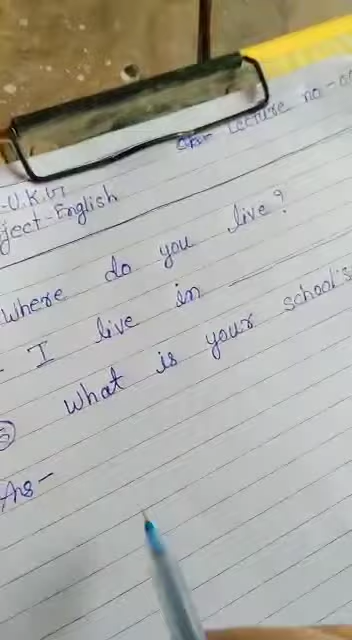 Lecture no-
U.K.G
ject-English
Where do you live?
- I live in
What is your school's
Ans-